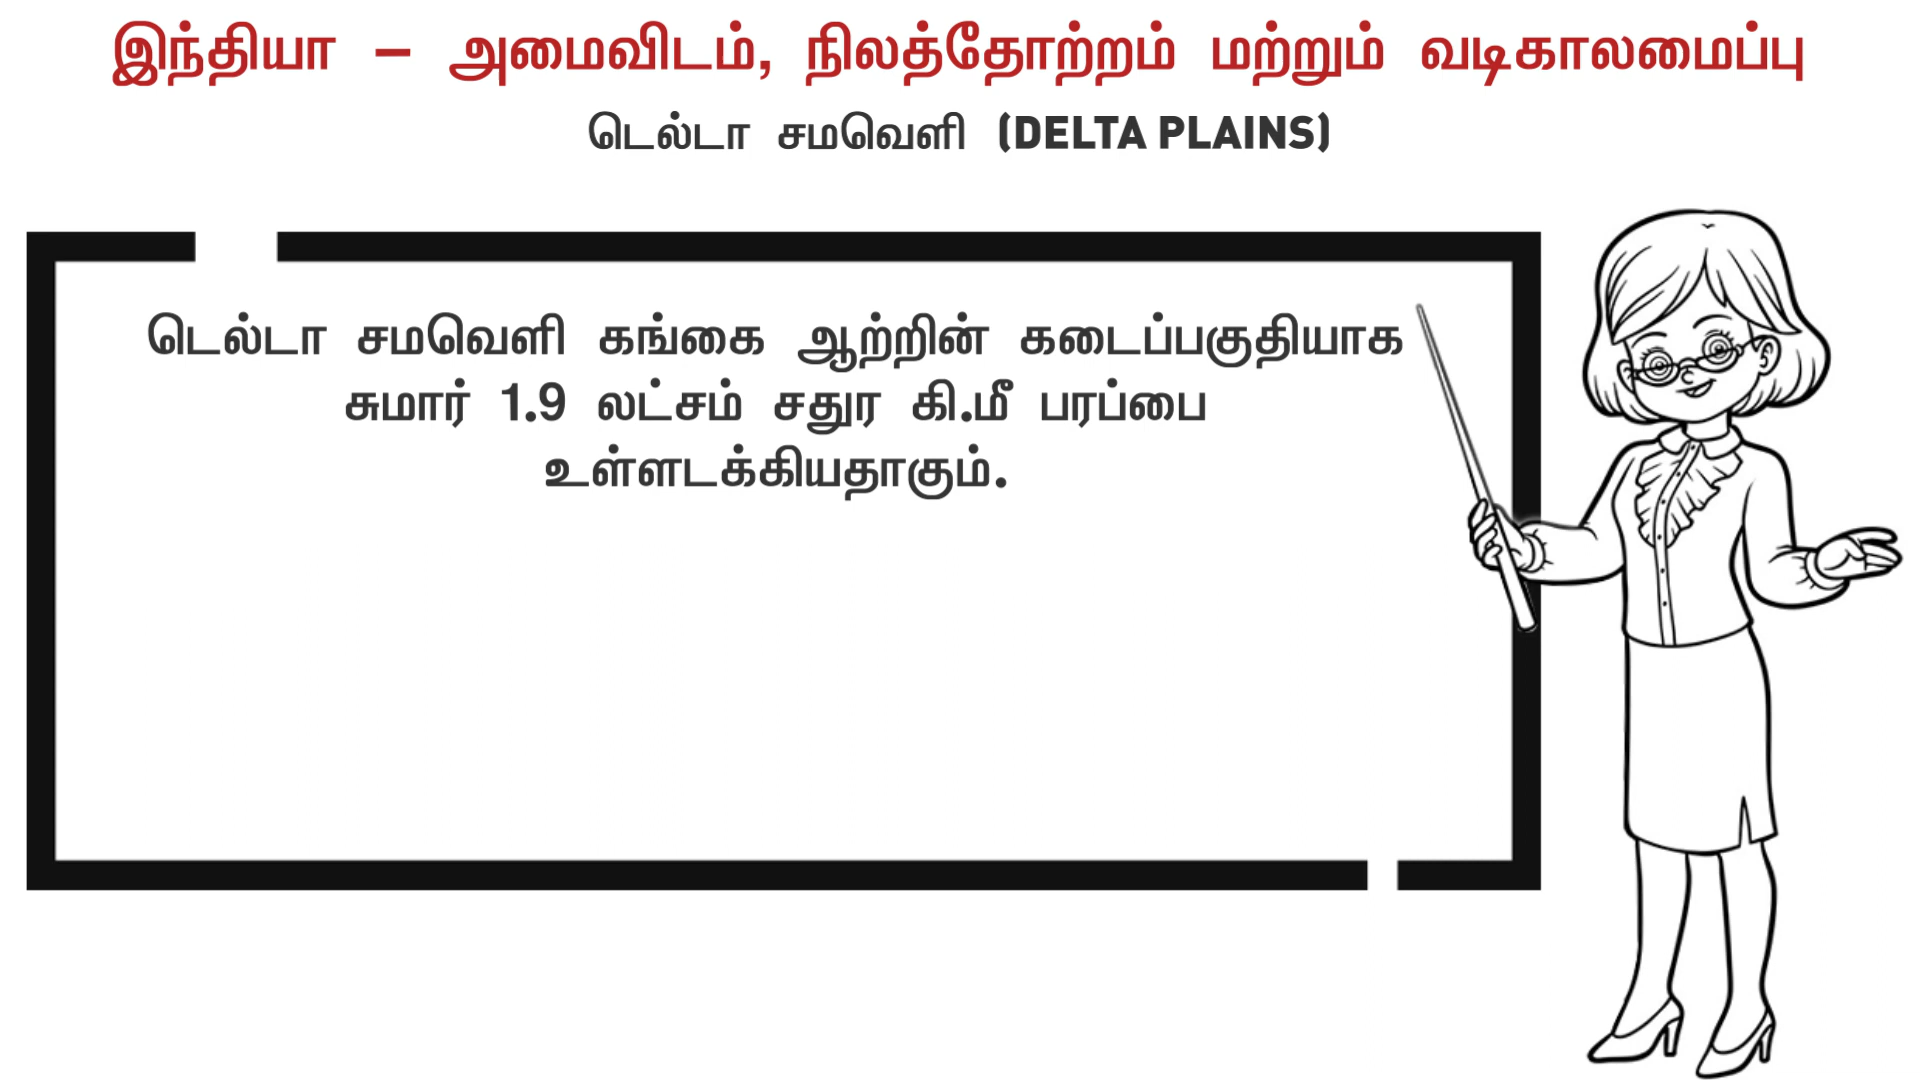 இந்தியா – அமைவிடம், நிலத்தோற்றம் மற்றும் வடிகாலமைப்பு
டெல்டா சமவெளி (DELTA PLAINS)
டெல்டா சமவெளி கங்கை ஆற்றின் கடைப்பகுதியாக
சுமார் 1.9 லட்சம் சதுர கி.மீ பரப்பை
உள்ளடக்கியதாகும்.